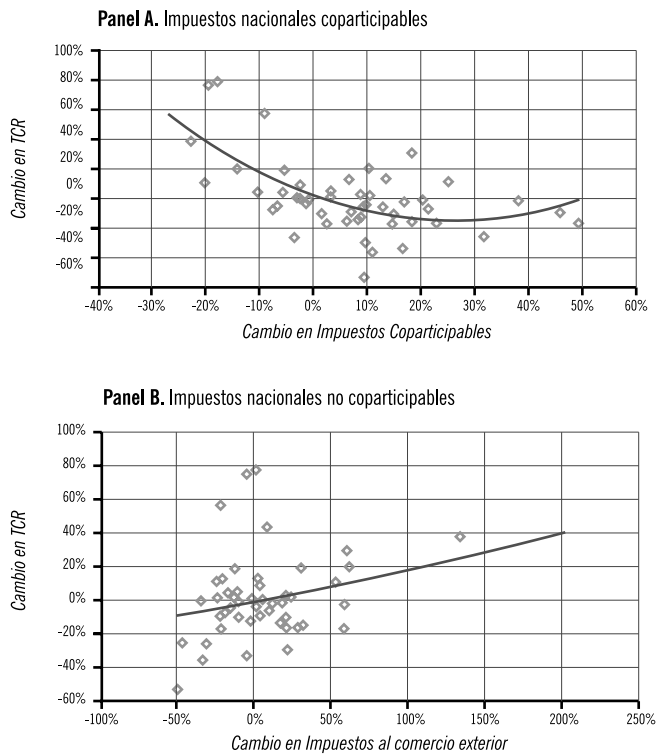 Panel A. Impuestos nacionales coparticipables
100%
80%
60%
40%
20%
0%
-20%
-40%
-60%
Cambio en TCR
-40% -30% -20% -10% 0% 10% 20% 30% 40% 50% 60%
Cambio en Impuestos Coparticipables
Panel B. Impuestos nacionales no coparticipables
100%
80%
60%
40%
20%
0%
-20%
-40%
-60%
Cambio en TCR
-100% -50% 0% 50% 100% 150% 200% 250%
Cambio en Impuestos al comercio exterior